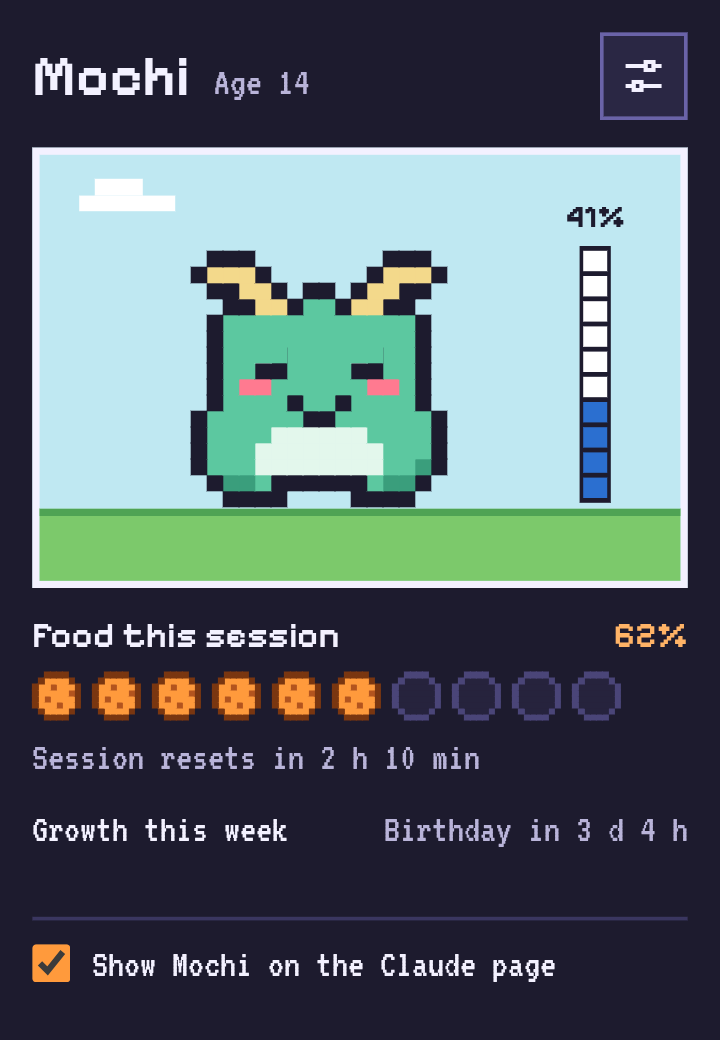 Mochi Age 14
41%
Food this session 62%
Session resets in 2 h 10 min
Growth this week Birthday in 3 d 4 h
Show Mochi on the Claude page